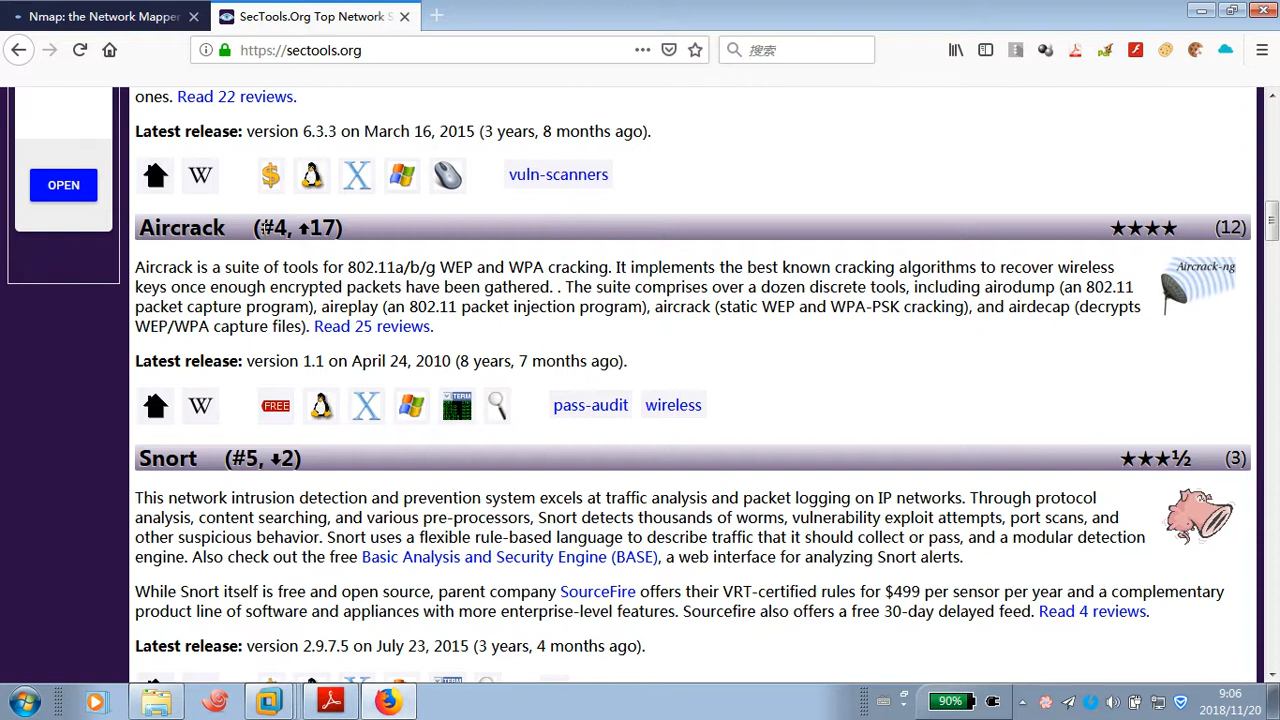 Nmap: the Network Mapper
SecTools.Org Top Network S
https://sectools.org
搜索
ones. Read 22 reviews.
Latest release: version 6.3.3 on March 16, 2015 (3 years, 8 months ago).
W $ X vuln-scanners
OPEN
Aircrack (#4, ↑17) ★★★★ (12)
Aircrack is a suite of tools for 802.11a/b/g WEP and WPA cracking. It implements the best known cracking algorithms to recover wireless
keys once enough encrypted packets have been gathered. . The suite comprises over a dozen discrete tools, including airodump (an 802.11
packet capture program), aireplay (an 802.11 packet injection program), aircrack (static WEP and WPA-PSK cracking), and airdecap (decrypts
WEP/WPA capture files). Read 25 reviews.
Aircrack-ng
Latest release: version 1.1 on April 24, 2010 (8 years, 7 months ago).
W FREE X TERM pass-audit wireless
Snort (#5, ↓2) ★★★½ (3)
This network intrusion detection and prevention system excels at traffic analysis and packet logging on IP networks. Through protocol
analysis, content searching, and various pre-processors, Snort detects thousands of worms, vulnerability exploit attempts, port scans, and
other suspicious behavior. Snort uses a flexible rule-based language to describe traffic that it should collect or pass, and a modular detection
engine. Also check out the free Basic Analysis and Security Engine (BASE), a web interface for analyzing Snort alerts.
While Snort itself is free and open source, parent company SourceFire offers their VRT-certified rules for $499 per sensor per year and a complementary
product line of software and appliances with more enterprise-level features. Sourcefire also offers a free 30-day delayed feed. Read 4 reviews.
Latest release: version 2.9.7.5 on July 23, 2015 (3 years, 4 months ago).
90%
9:06
2018/11/20